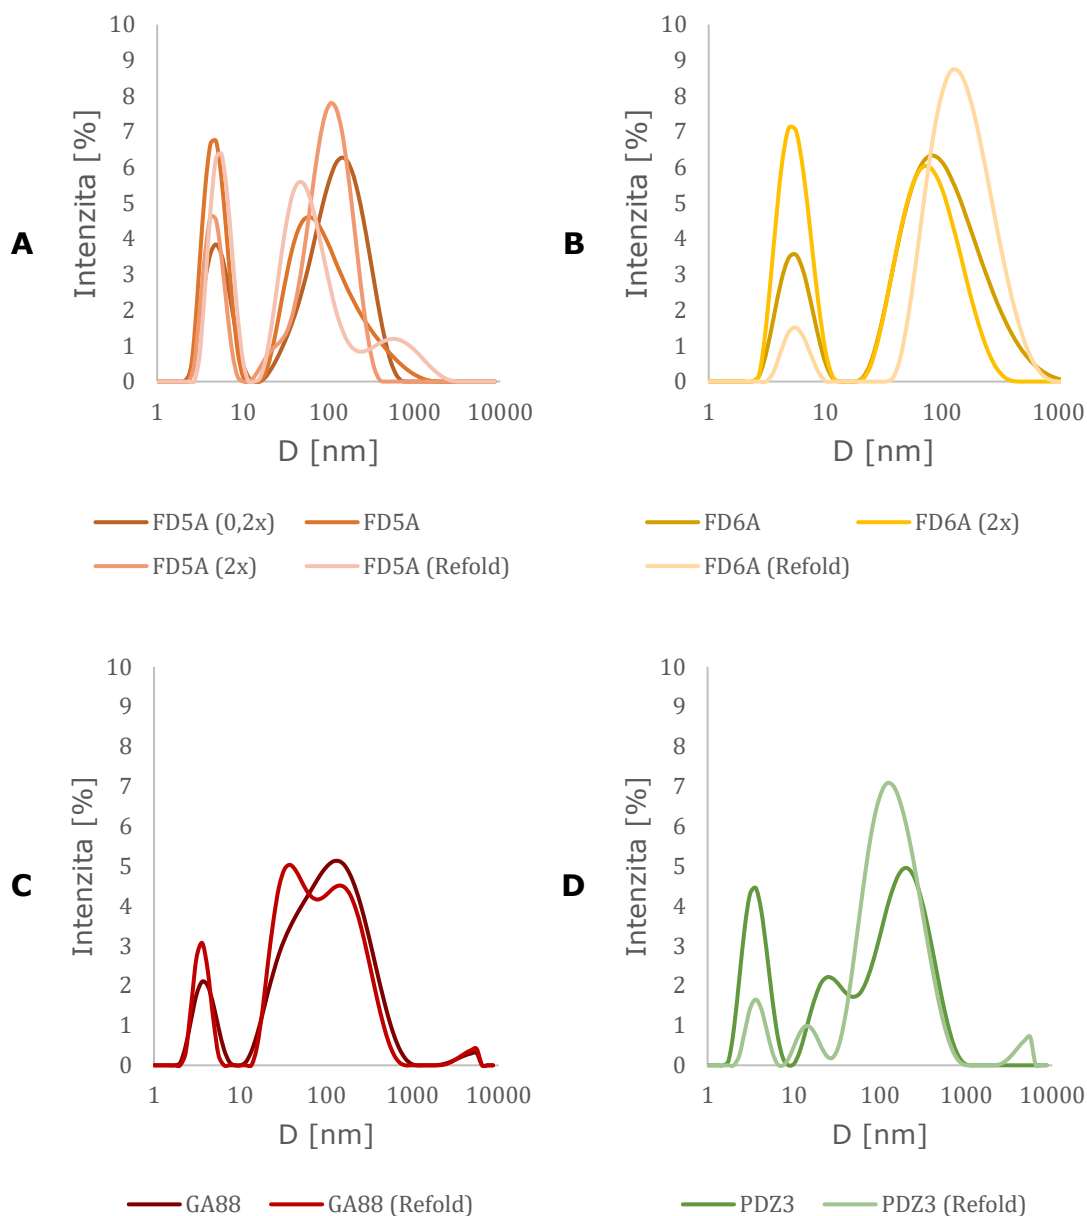 A
Intenzita [%]
10
9
8
7
6
5
4
3
2
1
0
1 10 100 1000 10000
D [nm]
FD5A (0,2x) FD5A
FD5A (2x) FD5A (Refold)
B
Intenzita [%]
10
9
8
7
6
5
4
3
2
1
0
1 10 100 1000
D [nm]
FD6A FD6A (2x)
FD6A (Refold)
C
Intenzita [%]
10
9
8
7
6
5
4
3
2
1
0
1 10 100 1000 10000
D [nm]
GA88 GA88 (Refold)
D
Intenzita [%]
10
9
8
7
6
5
4
3
2
1
0
1 10 100 1000 10000
D [nm]
PDZ3 PDZ3 (Refold)